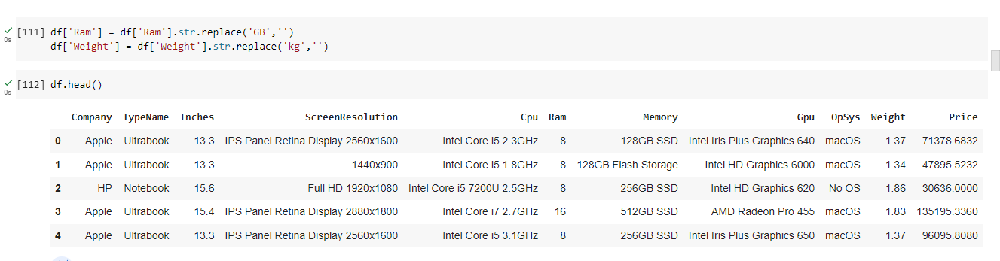 [111] df['Ram'] = df['Ram'].str.replace('GB','')
0s
df['Weight'] = df['Weight'].str.replace('kg','')
[112] df.head()
0s
Company TypeName Inches ScreenResolution Cpu Ram Memory Gpu OpSys Weight Price
0 Apple Ultrabook 13.3 IPS Panel Retina Display 2560x1600 Intel Core i5 2.3GHz 8 128GB SSD Intel Iris Plus Graphics 640 macOS 1.37 71378.6832
1 Apple Ultrabook 13.3 1440x900 Intel Core i5 1.8GHz 8 128GB Flash Storage Intel HD Graphics 6000 macOS 1.34 47895.5232
2 HP Notebook 15.6 Full HD 1920x1080 Intel Core i5 7200U 2.5GHz 8 256GB SSD Intel HD Graphics 620 No OS 1.86 30636.0000
3 Apple Ultrabook 15.4 IPS Panel Retina Display 2880x1800 Intel Core i7 2.7GHz 16 512GB SSD AMD Radeon Pro 455 macOS 1.83 135195.3360
4 Apple Ultrabook 13.3 IPS Panel Retina Display 2560x1600 Intel Core i5 3.1GHz 8 256GB SSD Intel Iris Plus Graphics 650 macOS 1.37 96095.8080